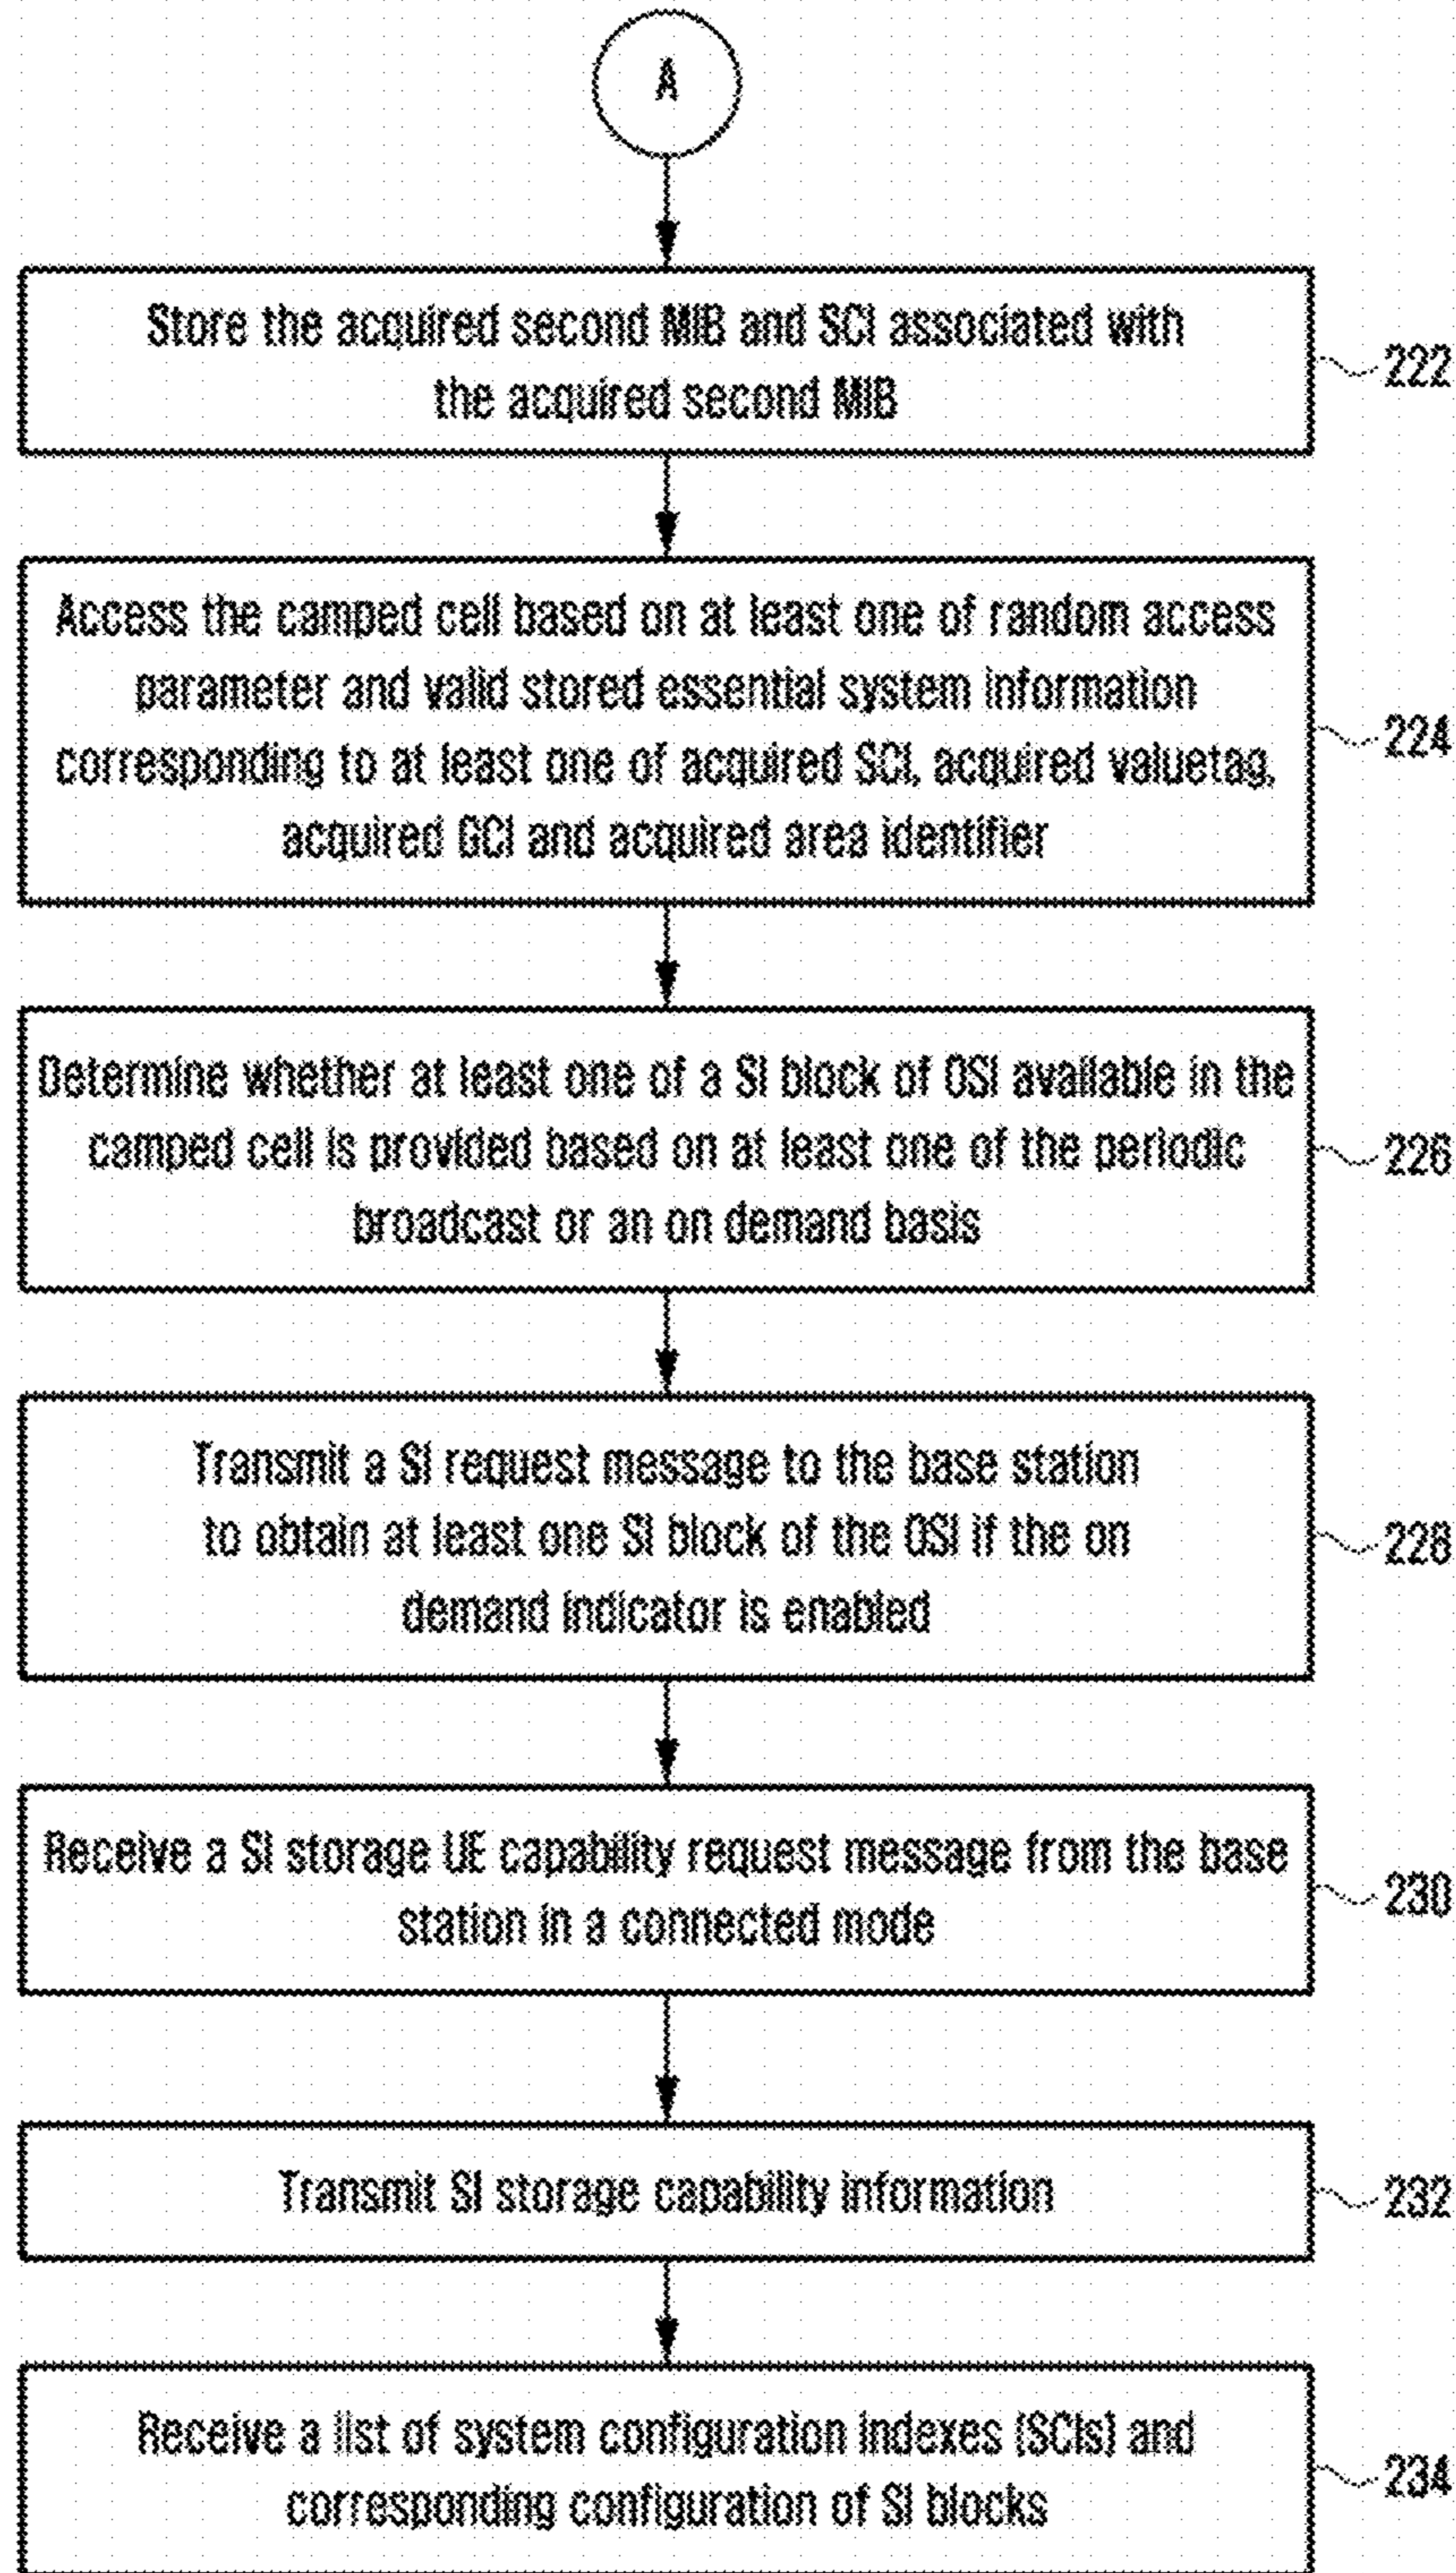 A
Store the acquired second MIB and SCI associated with
the acquired second MIB
222
Access the camped cell based on at least one of random access
parameter and valid stored essential system information
corresponding to at least one of acquired SCI, acquired valuetag,
acquired GCI and acquired area identifier
224
Determine whether at least one of a SI block of OSI available in the
camped cell is provided based on at least one of the periodic
broadcast or an on demand basis
226
Transmit a SI request message to the base station
to obtain at least one SI block of the OSI if the on
demand indicator is enabled
228
Receive a SI storage UE capability request message from the base
station in a connected mode
230
Transmit SI storage capability information
232
Receive a list of system configuration indexes (SCIs) and
corresponding configuration of SI blocks
234